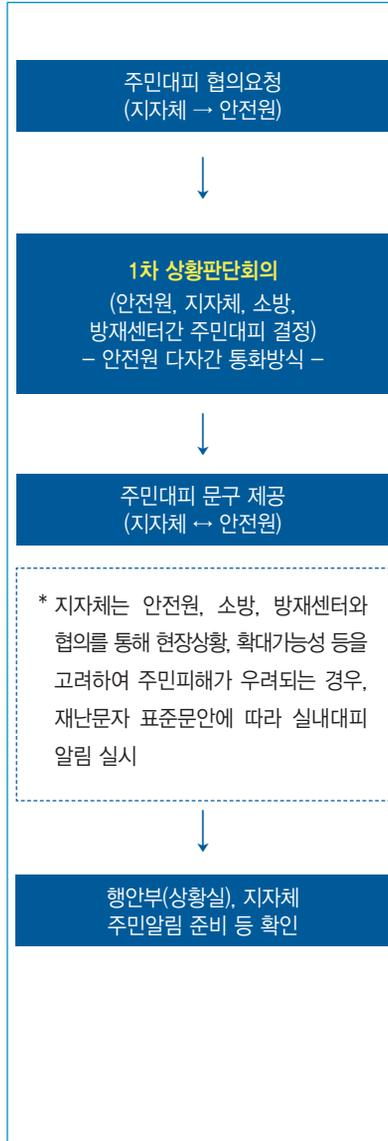 주민대피 협의요청
(지자체 → 안전원)
1차 상황판단회의
(안전원, 지자체, 소방,
방재센터간 주민대피 결정)
– 안전원 다자간 통화방식 –
주민대피 문구 제공
(지자체 ↔ 안전원)
* 지자체는 안전원, 소방, 방재센터와
협의를 통해 현장상황, 확대가능성 등을
고려하여 주민피해가 우려되는 경우,
재난문자 표준문안에 따라 실내대피
알림 실시
행안부(상황실), 지자체
주민알림 준비 등 확인